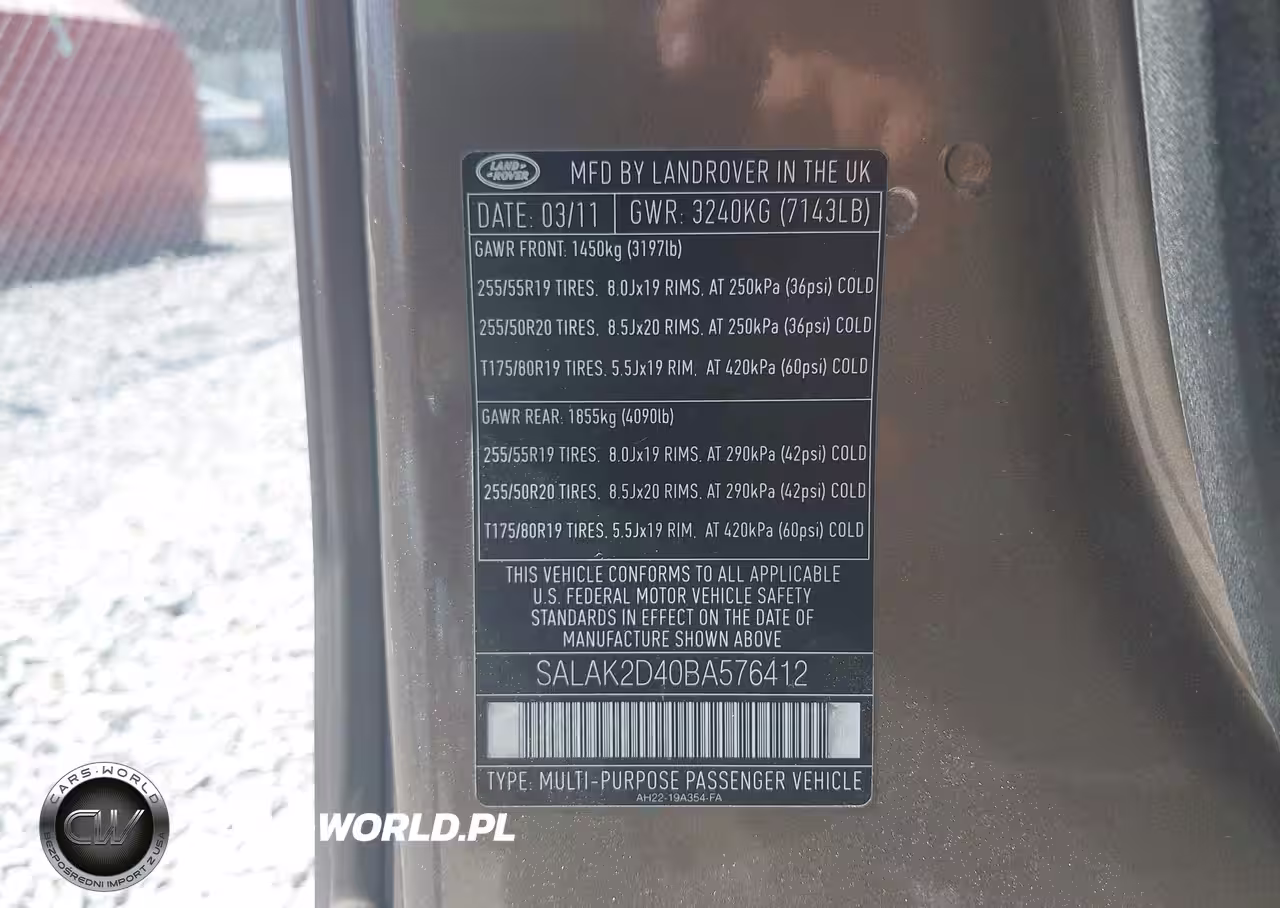 LAND ROVER
MFD BY LANDROVER IN THE UK
DATE: 03/11 GWR: 3240KG (7143LB)
GAWR FRONT: 1450kg (3197lb)
255/55R19 TIRES, 8.0Jx19 RIMS, AT 250kPa (36psi) COLD
255/50R20 TIRES, 8.5Jx20 RIMS, AT 250kPa (36psi) COLD
T175/80R19 TIRES, 5.5Jx19 RIM, AT 420kPa (60psi) COLD
GAWR REAR: 1855kg (4090lb)
255/55R19 TIRES, 8.0Jx19 RIMS, AT 290kPa (42psi) COLD
255/50R20 TIRES, 8.5Jx20 RIMS, AT 290kPa (42psi) COLD
T175/80R19 TIRES, 5.5Jx19 RIM, AT 420kPa (60psi) COLD
THIS VEHICLE CONFORMS TO ALL APPLICABLE
U.S. FEDERAL MOTOR VEHICLE SAFETY
STANDARDS IN EFFECT ON THE DATE OF
MANUFACTURE SHOWN ABOVE
SALAK2D40BA576412
TYPE: MULTI-PURPOSE PASSENGER VEHICLE
AH22-19A354-FA
CARS-WORLD
CW
BEZPOŚREDNI IMPORT Z USA
WORLD.PL